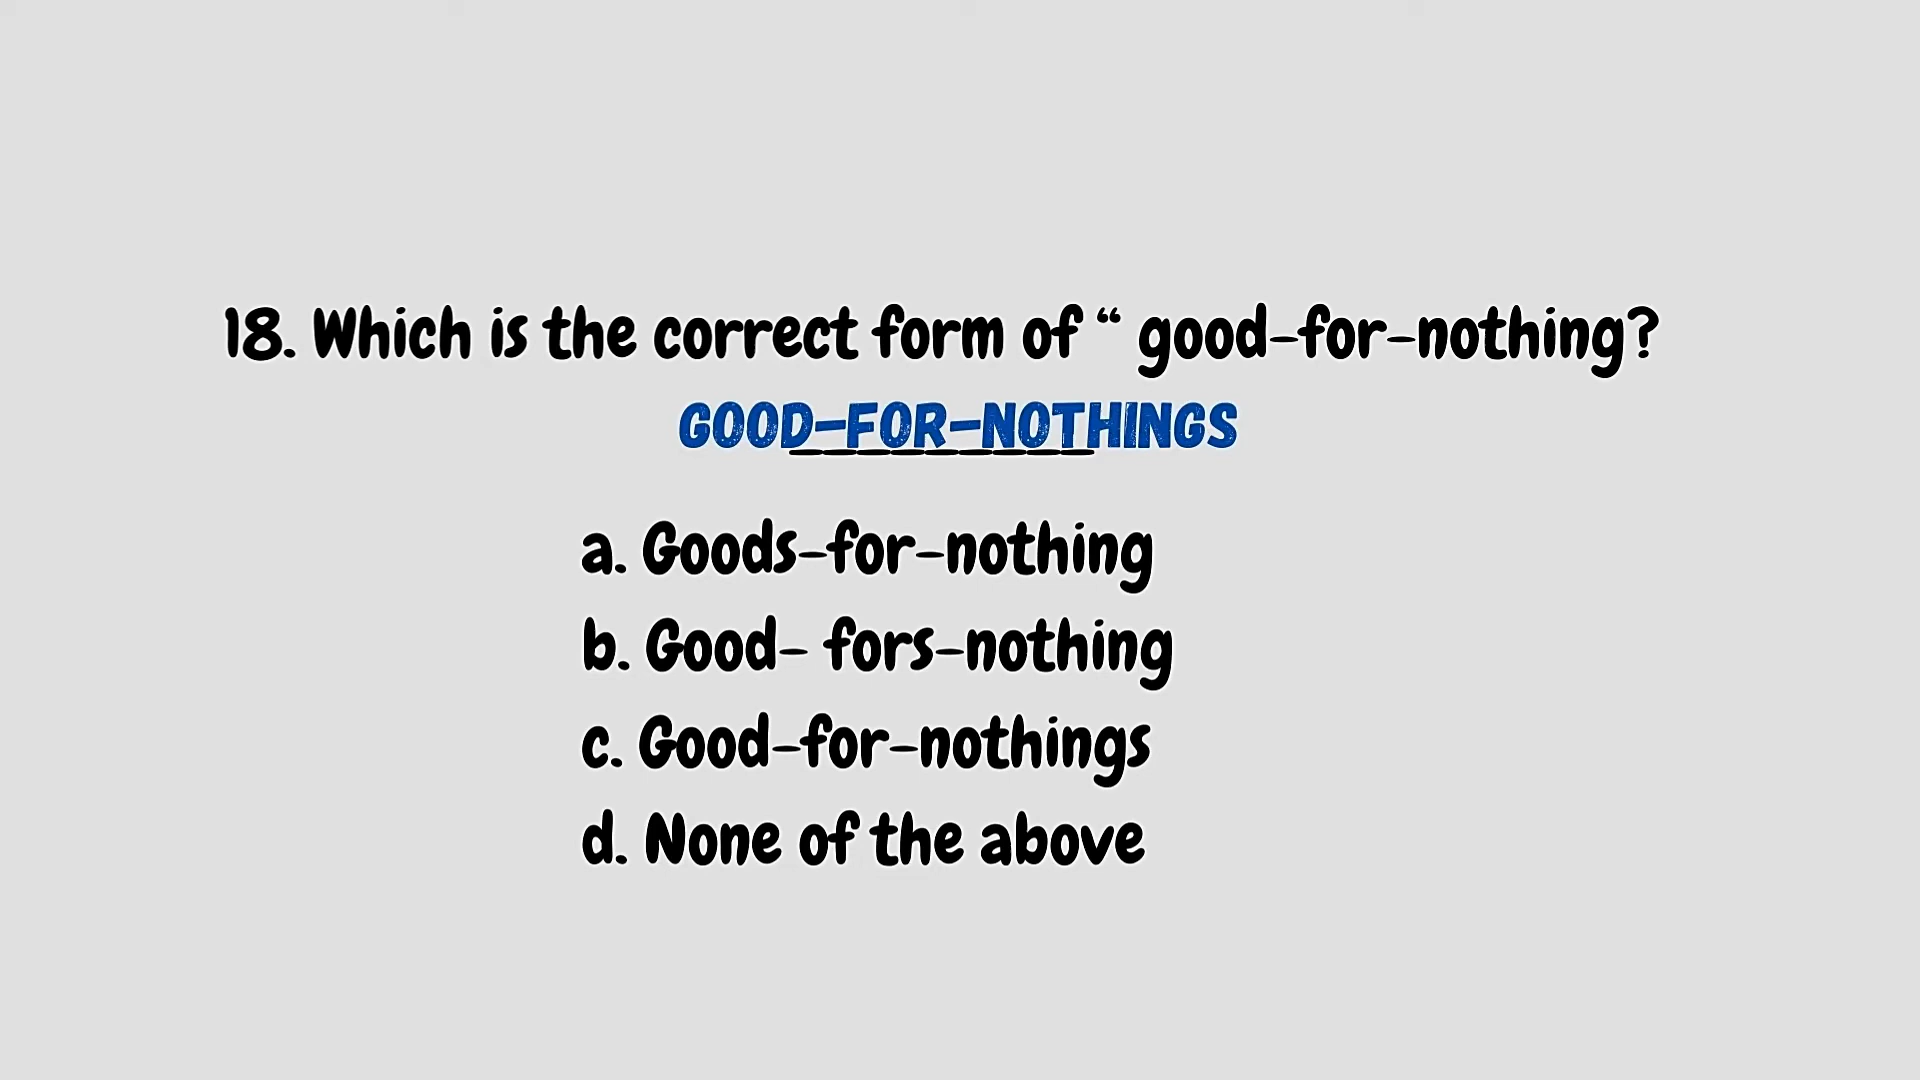 18. Which is the correct form of “ good-for-nothing?
GOOD-FOR-NOTHINGS
_________
a. Goods-for-nothing
b. Good- fors-nothing
c. Good-for-nothings
d. None of the above